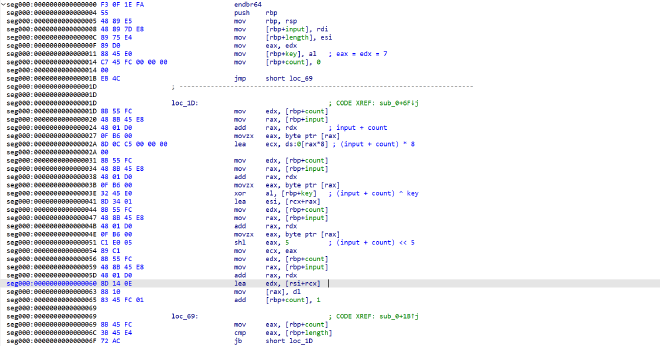 seg000:0000000000000000 F3 0F 1E FA endbr64
seg000:0000000000000004 55 push rbp
seg000:0000000000000005 48 89 E5 mov rbp, rsp
seg000:0000000000000008 48 89 7D E8 mov [rbp+input], rdi
seg000:000000000000000C 89 75 E4 mov [rbp+length], esi
seg000:000000000000000F 89 D0 mov eax, edx
seg000:0000000000000011 88 45 E0 mov [rbp+key], al ; eax = edx = 7
seg000:0000000000000014 C7 45 FC 00 00 00 mov [rbp+count], 0
seg000:0000000000000014 00
seg000:000000000000001B EB 4C jmp short loc_69
seg000:000000000000001D ; ---------------------------------------------------------------------------
seg000:000000000000001D
seg000:000000000000001D loc_1D: ; CODE XREF: sub_0+6F↓j
seg000:000000000000001D 8B 55 FC mov edx, [rbp+count]
seg000:0000000000000020 48 8B 45 E8 mov rax, [rbp+input]
seg000:0000000000000024 48 01 D0 add rax, rdx ; input + count
seg000:0000000000000027 0F B6 00 movzx eax, byte ptr [rax]
seg000:000000000000002A 8D 0C C5 00 00 00 lea ecx, ds:0[rax*8] ; (input + count) * 8
seg000:000000000000002A 00
seg000:0000000000000031 8B 55 FC mov edx, [rbp+count]
seg000:0000000000000034 48 8B 45 E8 mov rax, [rbp+input]
seg000:0000000000000038 48 01 D0 add rax, rdx
seg000:000000000000003B 0F B6 00 movzx eax, byte ptr [rax]
seg000:000000000000003E 32 45 E0 xor al, [rbp+key] ; (input + count) ^ key
seg000:0000000000000041 8D 34 01 lea esi, [rcx+rax]
seg000:0000000000000044 8B 55 FC mov edx, [rbp+count]
seg000:0000000000000047 48 8B 45 E8 mov rax, [rbp+input]
seg000:000000000000004B 48 01 D0 add rax, rdx
seg000:000000000000004E 0F B6 00 movzx eax, byte ptr [rax]
seg000:0000000000000051 C1 E0 05 shl eax, 5 ; (input + count) << 5
seg000:0000000000000054 89 C1 mov ecx, eax
seg000:0000000000000056 8B 55 FC mov edx, [rbp+count]
seg000:0000000000000059 48 8B 45 E8 mov rax, [rbp+input]
seg000:000000000000005D 48 01 D0 add rax, rdx
seg000:0000000000000060 8D 14 0E lea edx, [rsi+rcx]
seg000:0000000000000063 88 10 mov [rax], dl
seg000:0000000000000065 83 45 FC 01 add [rbp+count], 1
seg000:0000000000000069
seg000:0000000000000069 loc_69: ; CODE XREF: sub_0+1B↑j
seg000:0000000000000069 8B 45 FC mov eax, [rbp+count]
seg000:000000000000006C 3B 45 E4 cmp eax, [rbp+length]
seg000:000000000000006F 72 AC jb short loc_1D